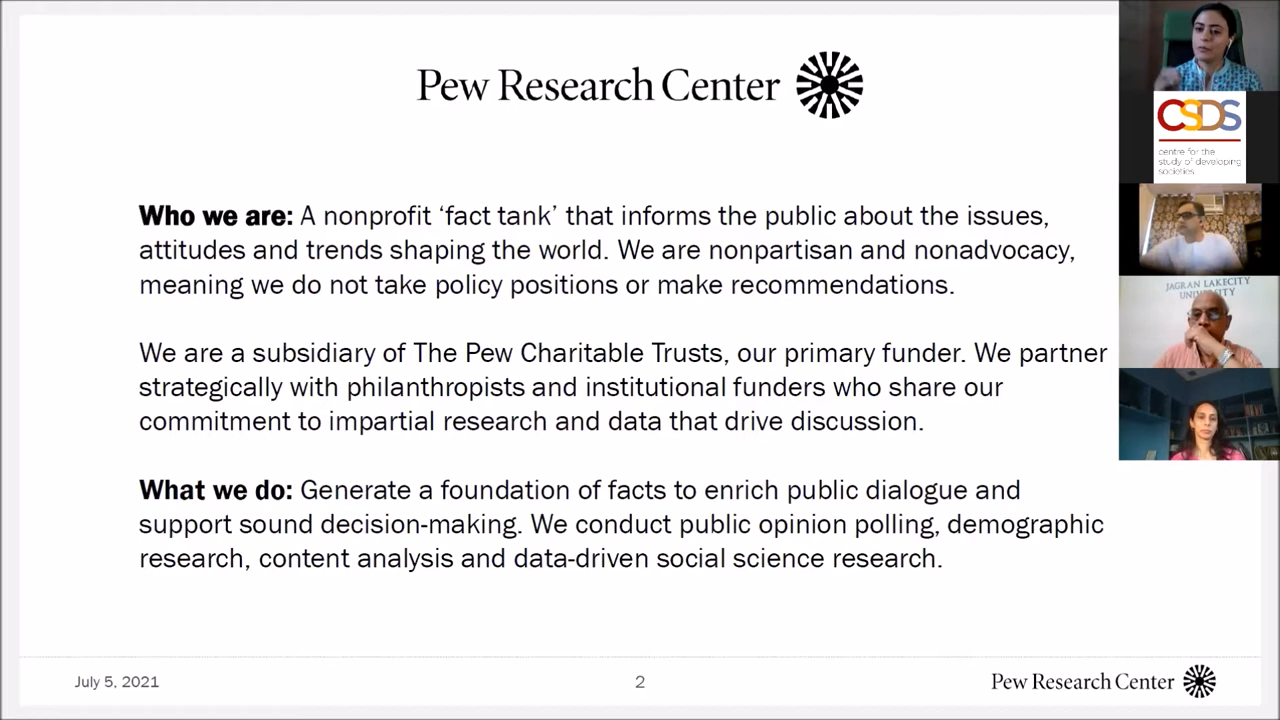 Pew Research Center
Who we are: A nonprofit ‘fact tank’ that informs the public about the issues,
attitudes and trends shaping the world. We are nonpartisan and nonadvocacy,
meaning we do not take policy positions or make recommendations.
We are a subsidiary of The Pew Charitable Trusts, our primary funder. We partner
strategically with philanthropists and institutional funders who share our
commitment to impartial research and data that drive discussion.
What we do: Generate a foundation of facts to enrich public dialogue and
support sound decision-making. We conduct public opinion polling, demographic
research, content analysis and data-driven social science research.
July 5, 2021
2
Pew Research Center
CSDS
centre for the
study of developing
societies
JAGRAN LAKECITY
UNIVERSITY